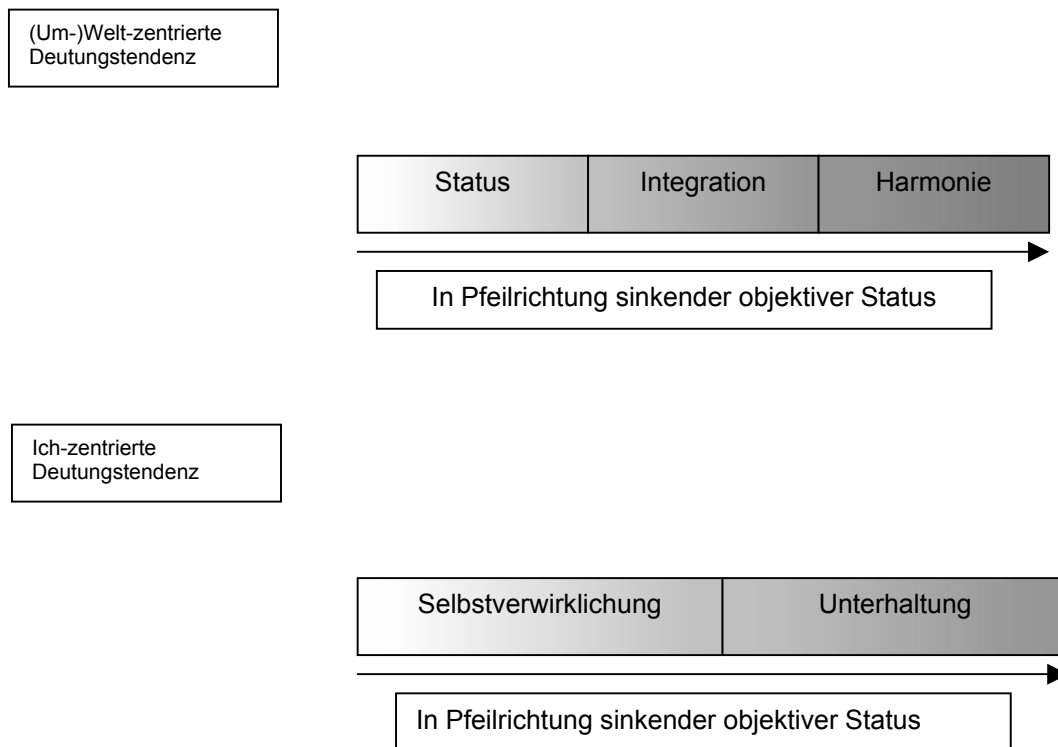 (Um-)Welt-zentrierte
Deutungstendenz
Status Integration Harmonie
In Pfeilrichtung sinkender objektiver Status
Ich-zentrierte
Deutungstendenz
Selbstverwirklichung Unterhaltung
In Pfeilrichtung sinkender objektiver Status